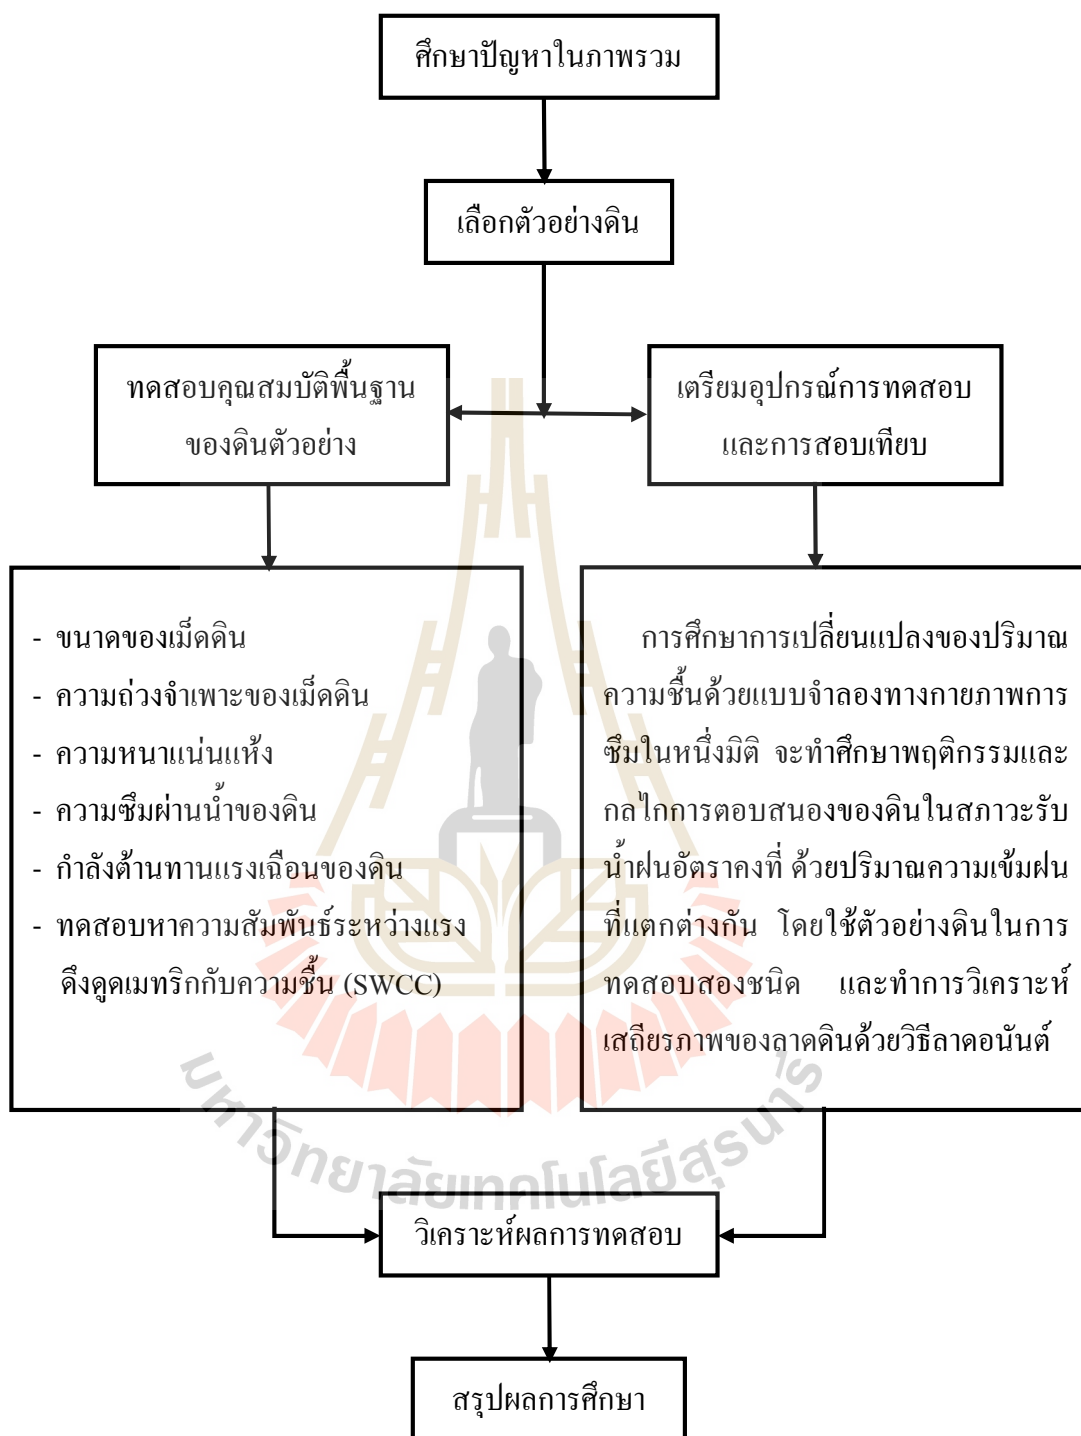 ศึกษาปัญหาในภาพรวม
เลือกตัวอย่างดิน
ทดสอบคุณสมบัติพื้นฐาน
ของดินตัวอย่าง
เตรียมอุปกรณ์การทดสอบ
และการสอบเทียบ
- ขนาดของเม็ดดิน
- ความถ่วงจำเพาะของเม็ดดิน
- ความหนาแน่นแห้ง
- ความซึมผ่านน้ำของดิน
- กำลังต้านทานแรงเฉือนของดิน
- ทดสอบหาความสัมพันธ์ระหว่างแรง
ดึงดูดเมทริกกับความชื้น (SWCC)
การศึกษาการเปลี่ยนแปลงของปริมาณ
ความชื้นด้วยแบบจำลองทางกายภาพการ
ซึมในหนึ่งมิติ จะทำศึกษาพฤติกรรมและ
กลไกการตอบสนองของดินในสภาวะรับ
น้ำฝนอัตราคงที่ ด้วยปริมาณความเข้มฝน
ที่แตกต่างกัน โดยใช้ตัวอย่างดินในการ
ทดสอบสองชนิด และทำการวิเคราะห์
เสถียรภาพของลาดดินด้วยวิธีลาดอนันต์
มหาวิทยาลัยเทคโนโลยีสุรนารี
วิเคราะห์ผลการทดสอบ
สรุปผลการศึกษา